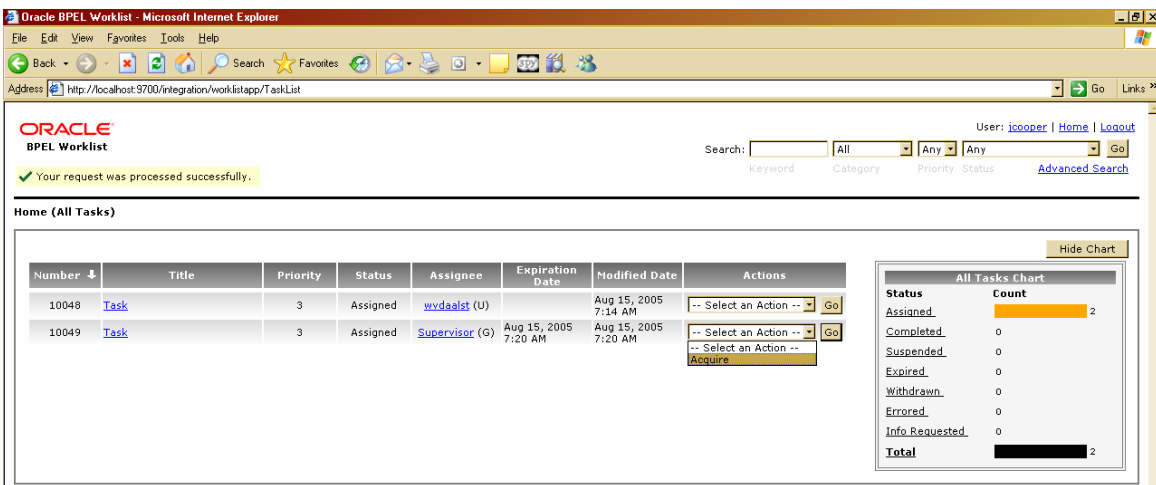 Oracle BPEL Worklist - Microsoft Internet Explorer
File Edit View Favorites Tools Help
Back Search Favorites SPY
Address http://localhost:9700/integration/worklistapp/TaskList Go Links »
ORACLE
BPEL Worklist
User: jcooper | Home | Logout
Search: All Any Any Go
Keyword Category Priority Status Advanced Search
Your request was processed successfully.
Home (All Tasks)
Hide Chart
Number Title Priority Status Assignee Expiration Date Modified Date Actions
10048 Task 3 Assigned wvdaalst (U) Aug 15, 2005 7:14 AM -- Select an Action -- Go
10049 Task 3 Assigned Supervisor (G) Aug 15, 2005 7:20 AM Aug 15, 2005 7:20 AM -- Select an Action -- Go
-- Select an Action --
Acquire
All Tasks Chart
Status Count
Assigned 2
Completed 0
Suspended 0
Expired 0
Withdrawn 0
Errored 0
Info Requested 0
Total 2